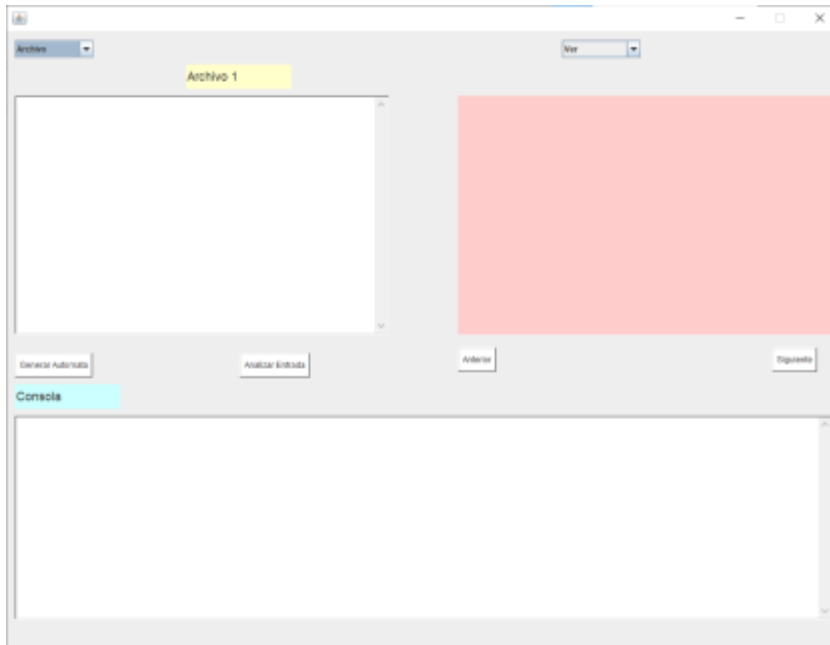 Archivo
Ver
Archivo 1
Generar Automata
Analizar Entrada
Anterior
Siguiente
Consola